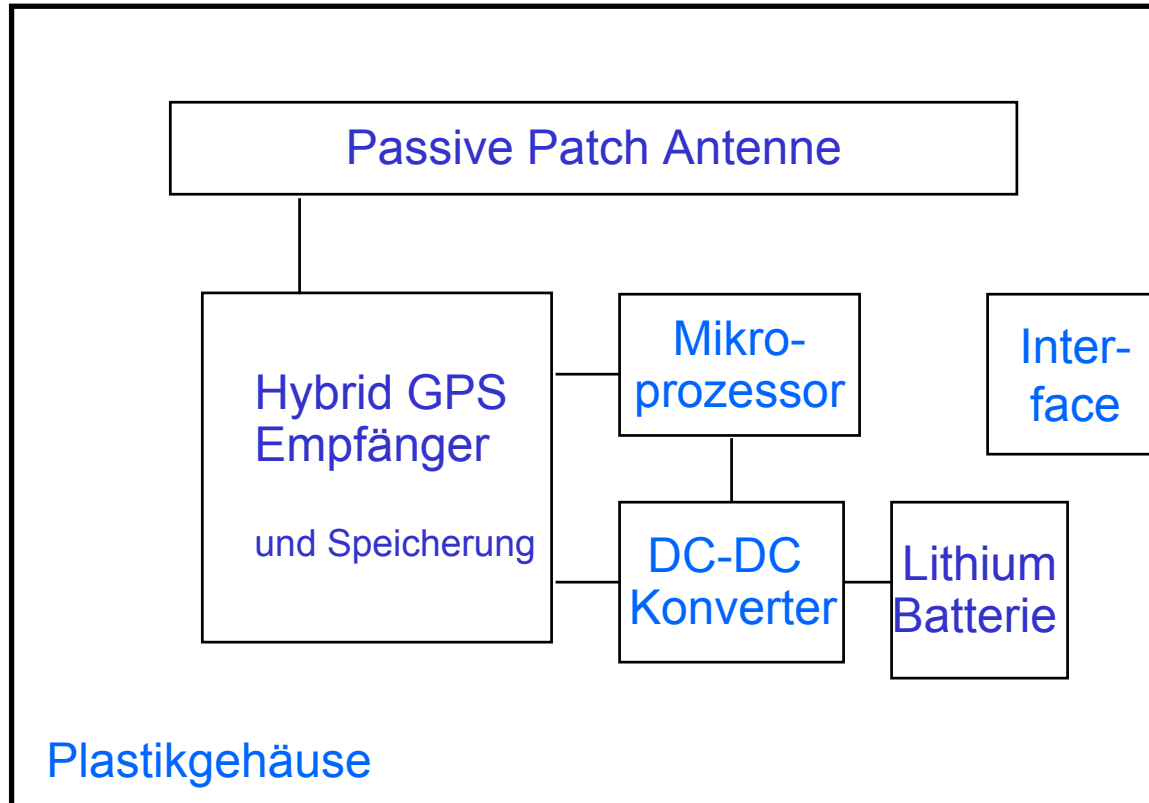 Passive Patch Antenne
Hybrid GPS
Empfänger
und Speicherung
Mikro-
prozessor
Inter-
face
DC-DC
Konverter
Lithium
Batterie
Plastikgehäuse